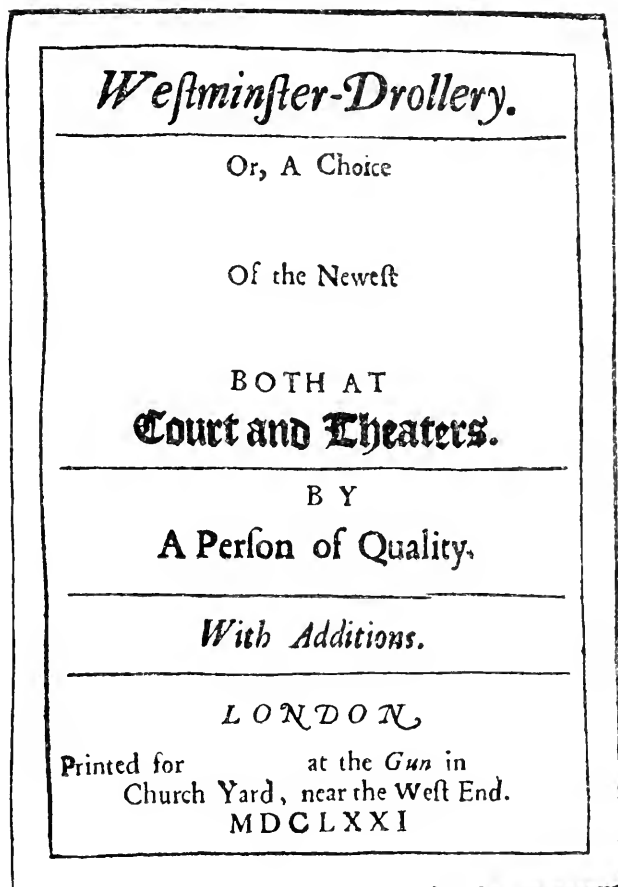 Weſtminſter-Drollery.
Or, A Choice
Of the Neweſt
BOTH AT
Court and Theaters.
BY
A Perſon of Quality.
With Additions.
LONDON,
Printed for at the Gun in
Church Yard, near the Weſt End.
MDCLXXI